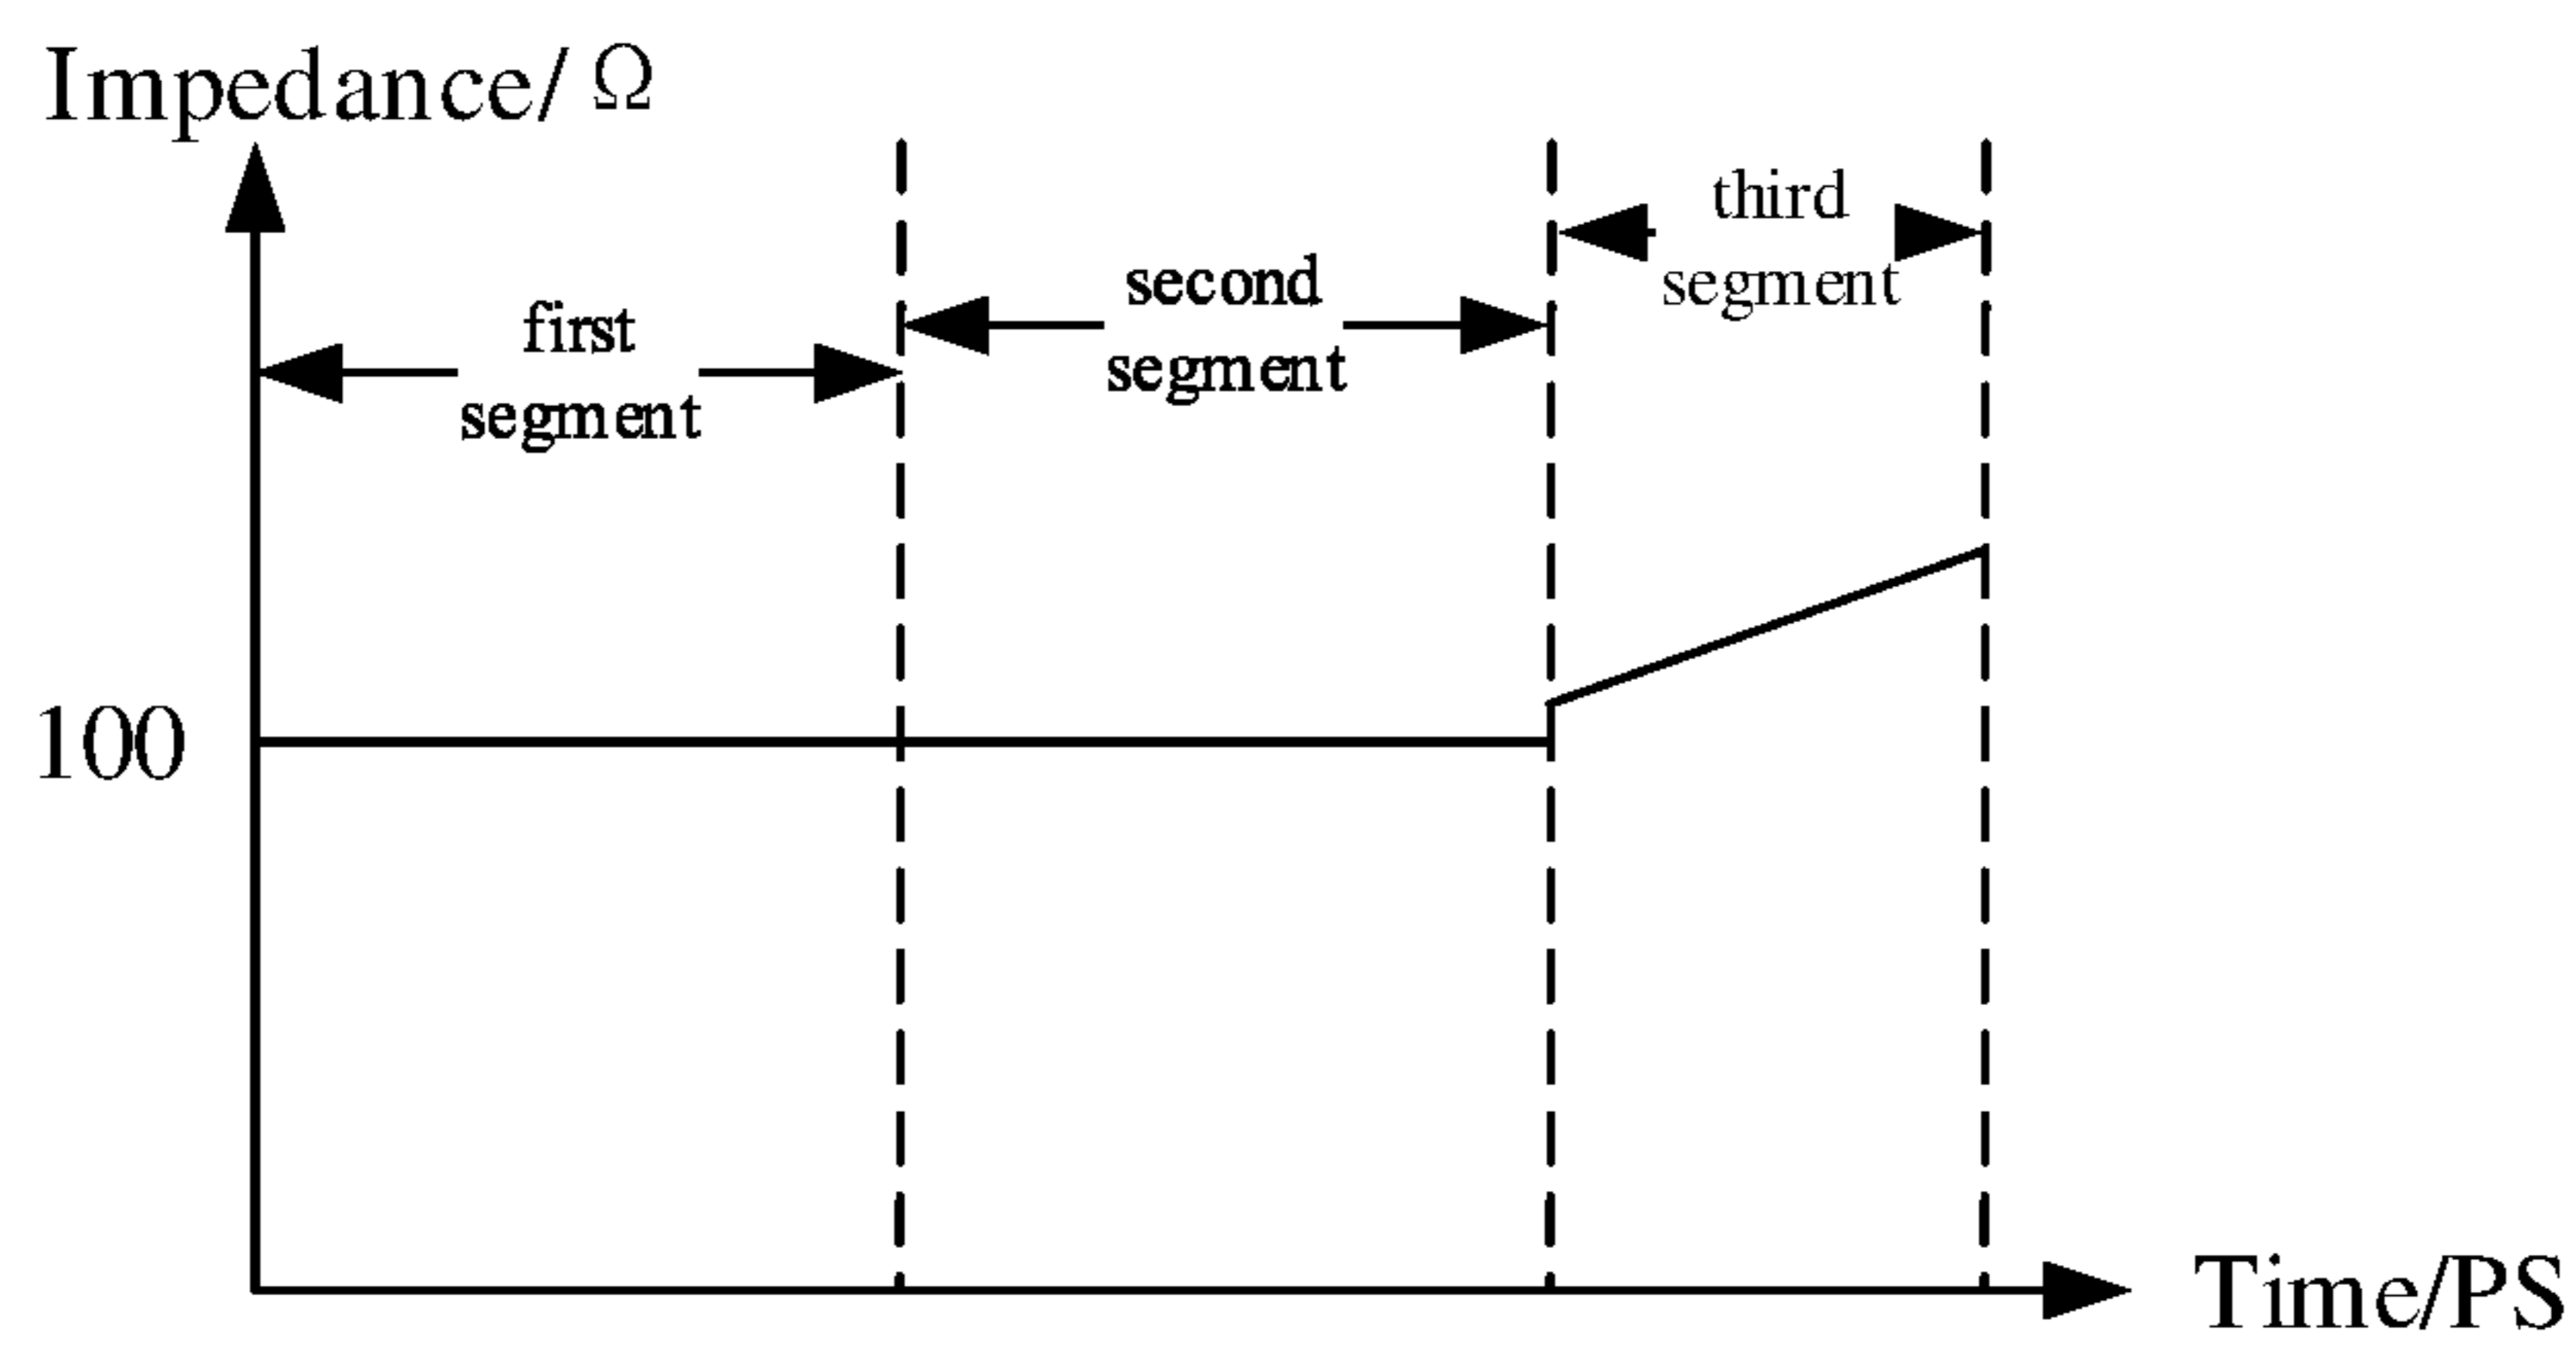 Impedance/Ω
first
segment
second
segment
third
segment
100
Time/PS